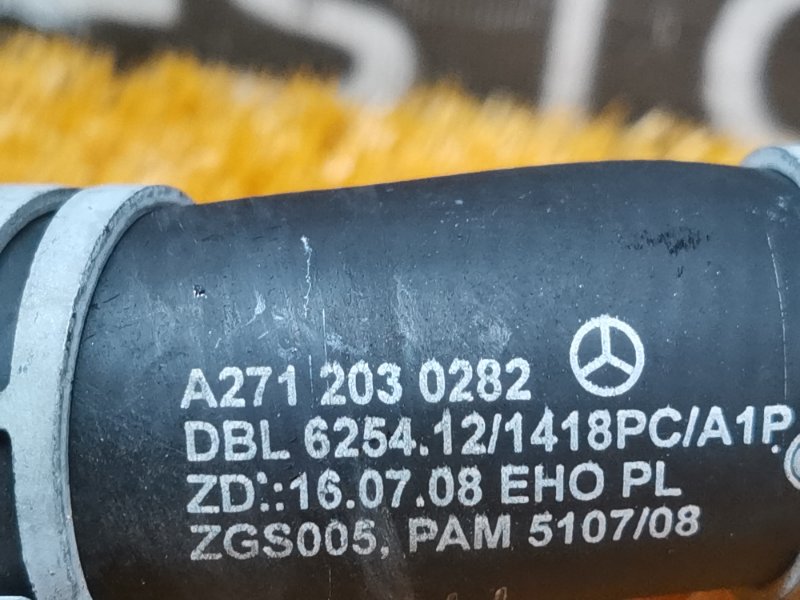 A271 203 0282
DBL 6254.12/1418PC/A1P
ZD::16.07.08 EHO PL
ZGS005, PAM 5107/08